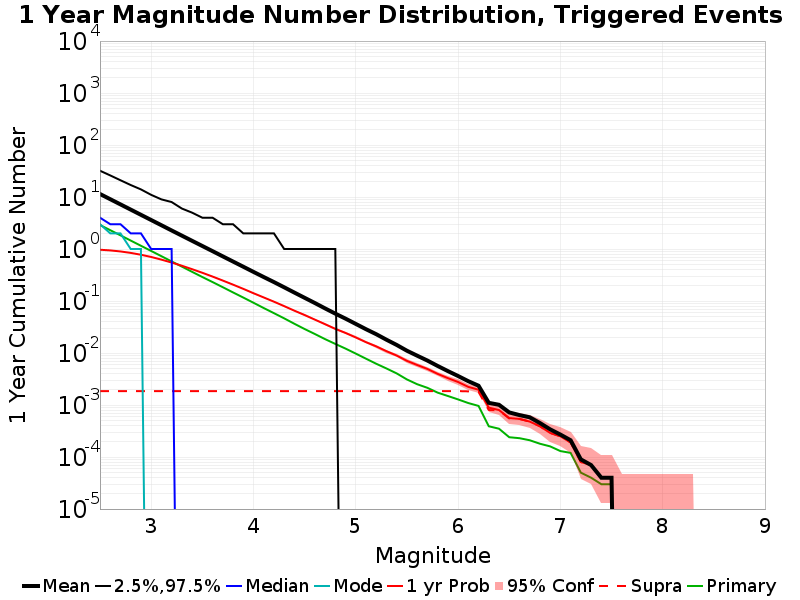 1 Year Magnitude Number Distribution, Triggered Events
10^4
10^3
10^2
10^1
10^0
10^-1
10^-2
10^-3
10^-4
10^-5
1 Year Cumulative Number
3 4 5 6 7 8 9
Magnitude
Mean 2.5%,97.5% Median Mode 1 yr Prob 95% Conf Supra Primary